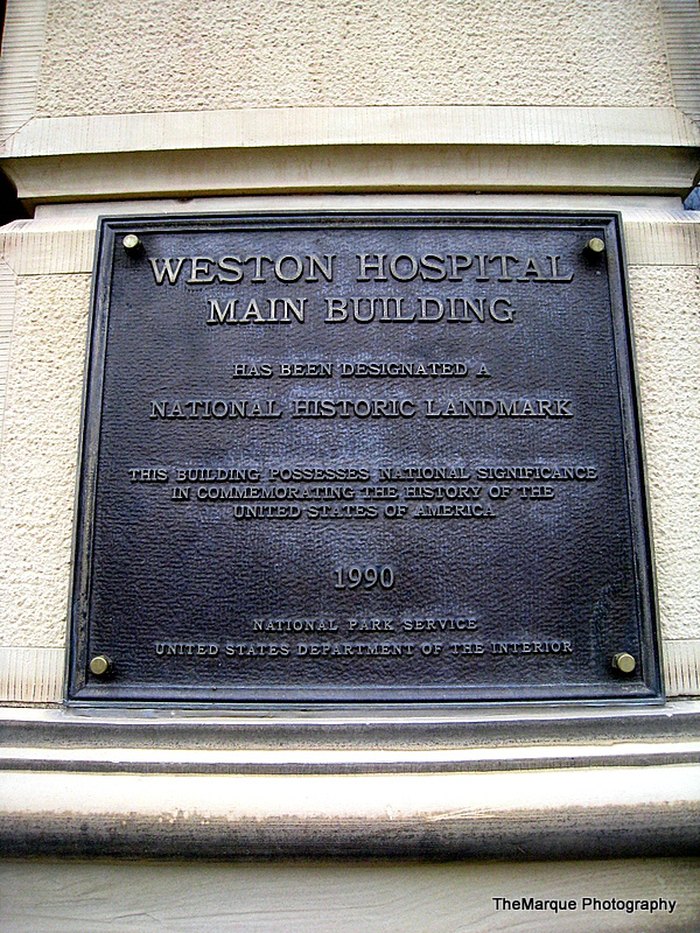 WESTON HOSPITAL
MAIN BUILDING
HAS BEEN DESIGNATED A
NATIONAL HISTORIC LANDMARK
THIS BUILDING POSSESSES NATIONAL SIGNIFICANCE
IN COMMEMORATING THE HISTORY OF THE
UNITED STATES OF AMERICA
1990
NATIONAL PARK SERVICE
UNITED STATES DEPARTMENT OF THE INTERIOR
TheMarque Photography